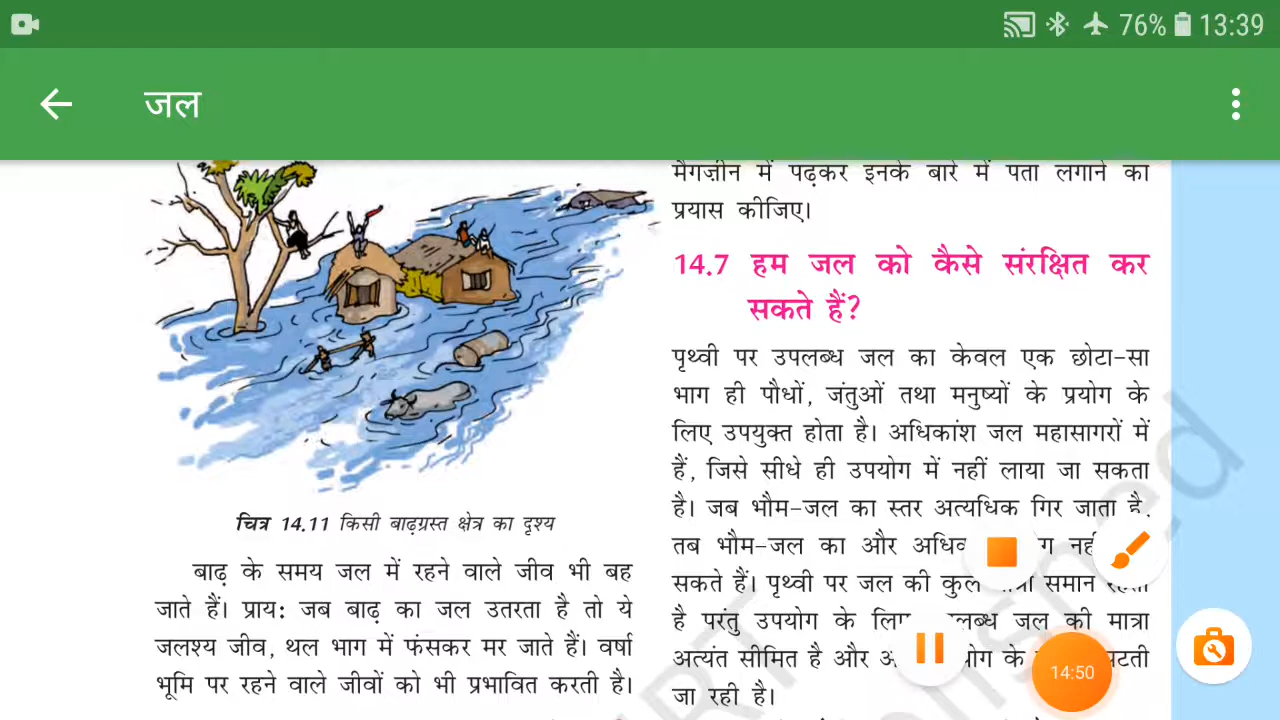 76% 13:39
जल
चित्र 14.11 किसी बाढ़ग्रस्त क्षेत्र का दृश्य
बाढ़ के समय जल में रहने वाले जीव भी बह
जाते हैं। प्राय: जब बाढ़ का जल उतरता है तो ये
जलश्य जीव, थल भाग में फंसकर मर जाते हैं। वर्षा
भूमि पर रहने वाले जीवों को भी प्रभावित करती है।
मैगज़ीन में पढ़कर इनके बारे में पता लगाने का
प्रयास कीजिए।
14.7 हम जल को कैसे संरक्षित कर
सकते हैं?
पृथ्वी पर उपलब्ध जल का केवल एक छोटा-सा
भाग ही पौधों, जंतुओं तथा मनुष्यों के प्रयोग के
लिए उपयुक्त होता है। अधिकांश जल महासागरों में
हैं, जिसे सीधे ही उपयोग में नहीं लाया जा सकता
है। जब भौम-जल का स्तर अत्यधिक गिर जाता है,
तब भौम-जल का और
सकते हैं। पृथ्वी पर जल की कुल समान
है परंतु उपयोग के जल की मात्रा
अत्यंत सीमित है और के
जा रही है।
14:50